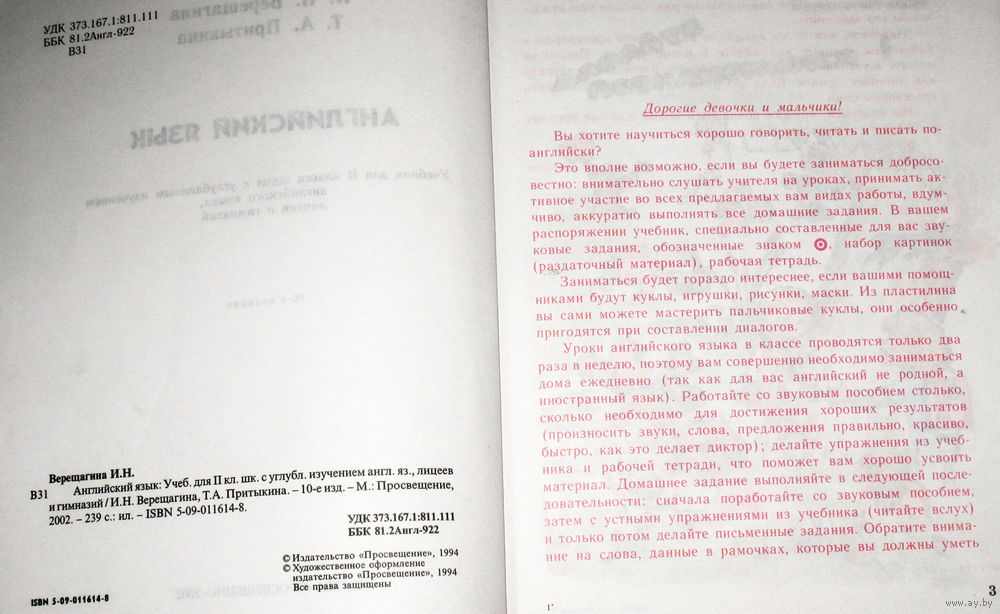 УДК 373.167.1:811.111
ББК 81.2Англ-922
В31
Верещагина И.Н.
В31 Английский язык: Учеб. для II кл. шк. с углубл. изучением англ. яз., лицеев
и гимназий / И.Н. Верещагина, Т.А. Притыкина. – 10-е изд. – М.: Просвещение,
2002. – 239 с.: ил. – ISBN 5-09-011614-8.
УДК 373.167.1:811.111
ББК 81.2Англ-922
© Издательство «Просвещение», 1994
© Художественное оформление
издательство «Просвещение», 1994
Все права защищены
ISBN 5-09-011614-8
Дорогие девочки и мальчики!
Вы хотите научиться хорошо говорить, читать и писать по-
английски?
Это вполне возможно, если вы будете заниматься добросо-
вестно: внимательно слушать учителя на уроках, принимать ак-
тивное участие во всех предлагаемых вам видах работы, вдум-
чиво, аккуратно выполнять все домашние задания. В вашем
распоряжении учебник, специально составленные для вас зву-
ковые задания, обозначенные знаком , набор картинок
(раздаточный материал), рабочая тетрадь.
Заниматься будет гораздо интереснее, если вашими помощ-
никами будут куклы, игрушки, рисунки, маски. Из пластилина
вы сами можете мастерить пальчиковые куклы, они особенно
пригодятся при составлении диалогов.
Уроки английского языка в классе проводятся только два
раза в неделю, поэтому вам совершенно необходимо заниматься
дома ежедневно (так как для вас английский не родной, а
иностранный язык). Работайте со звуковым пособием столько,
сколько необходимо для достижения хороших результатов
(произносить звуки, слова, предложения правильно, красиво,
быстро, как это делает диктор); делайте упражнения из учеб-
ника и рабочей тетради, что поможет вам хорошо усвоить
материал. Домашнее задание выполняйте в следующей после-
довательности: сначала поработайте со звуковым пособием,
затем с устными упражнениями из учебника (читайте вслух)
и только потом делайте письменные задания. Обратите внима-
ние на слова, данные в рамочках, которые вы должны уметь
1*
3
www.ay.by